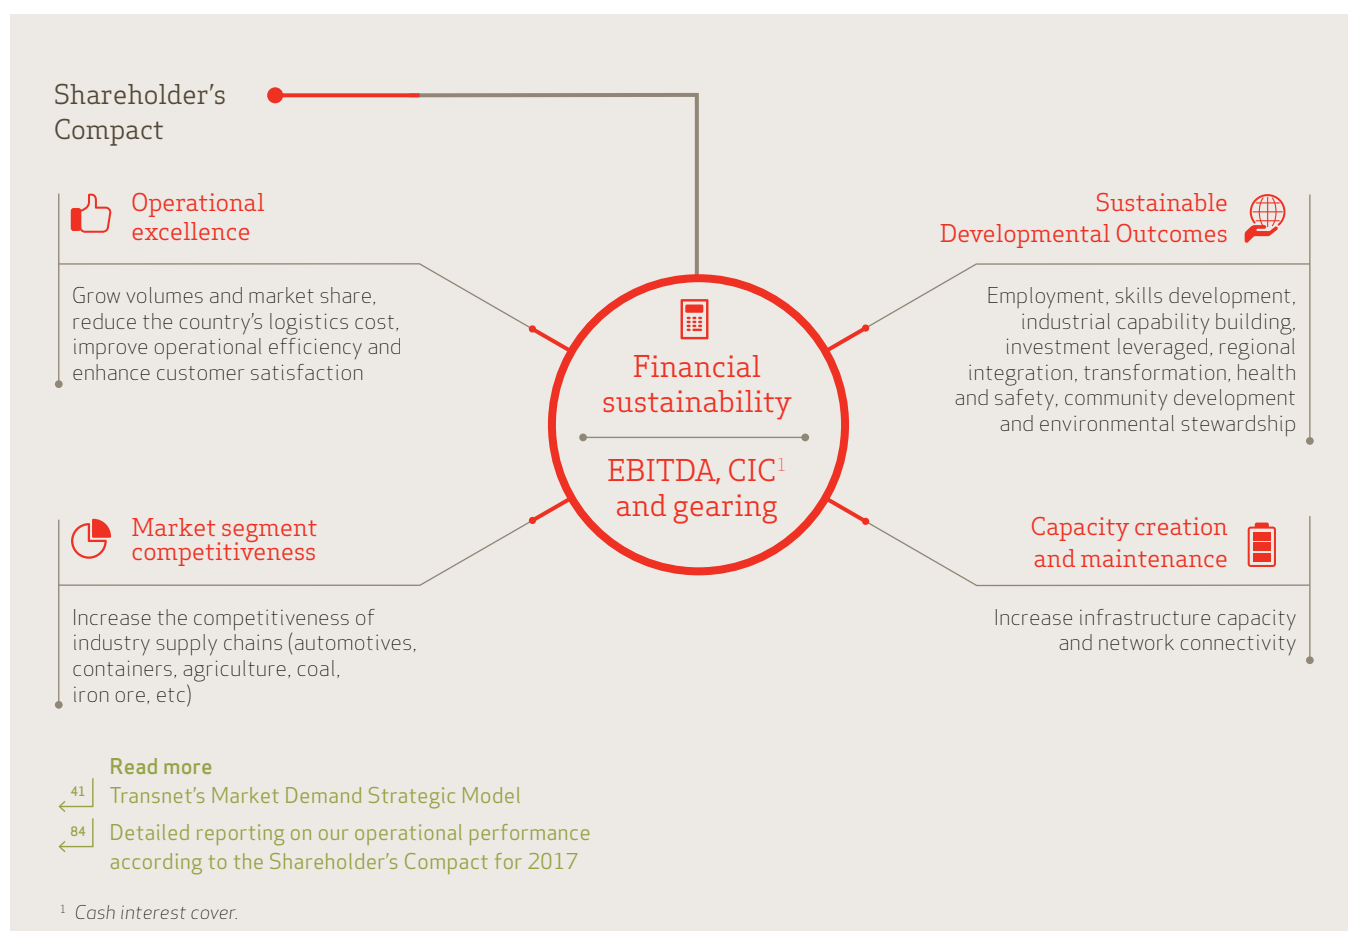 Shareholder’s
Compact
Operational
excellence
Grow volumes and market share,
reduce the country’s logistics cost,
improve operational efficiency and
enhance customer satisfaction
Sustainable
Developmental Outcomes
Employment, skills development,
industrial capability building,
investment leveraged, regional
integration, transformation, health
and safety, community development
and environmental stewardship
Financial
sustainability
EBITDA, CIC¹
and gearing
Market segment
competitiveness
Increase the competitiveness of
industry supply chains (automotives,
containers, agriculture, coal,
iron ore, etc)
Capacity creation
and maintenance
Increase infrastructure capacity
and network connectivity
Read more
41 Transnet’s Market Demand Strategic Model
84 Detailed reporting on our operational performance
according to the Shareholder’s Compact for 2017
¹ Cash interest cover.